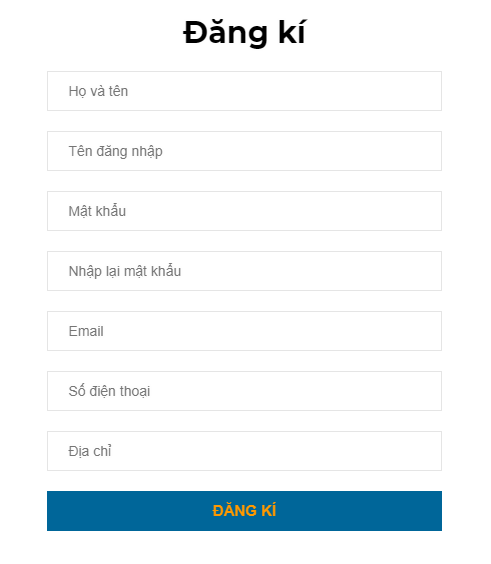 Đăng kí
Họ và tên
Tên đăng nhập
Mật khẩu
Nhập lại mật khẩu
Email
Số điện thoại
Địa chỉ
ĐĂNG KÍ